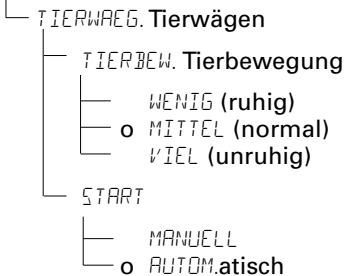 TIERWAEG. Tierwägen
TIERBEW. Tierbewegung
WENIG (ruhig)
o MITTEL (normal)
VIEL (unruhig)
START
MANUELL
o AUTOM.atisch